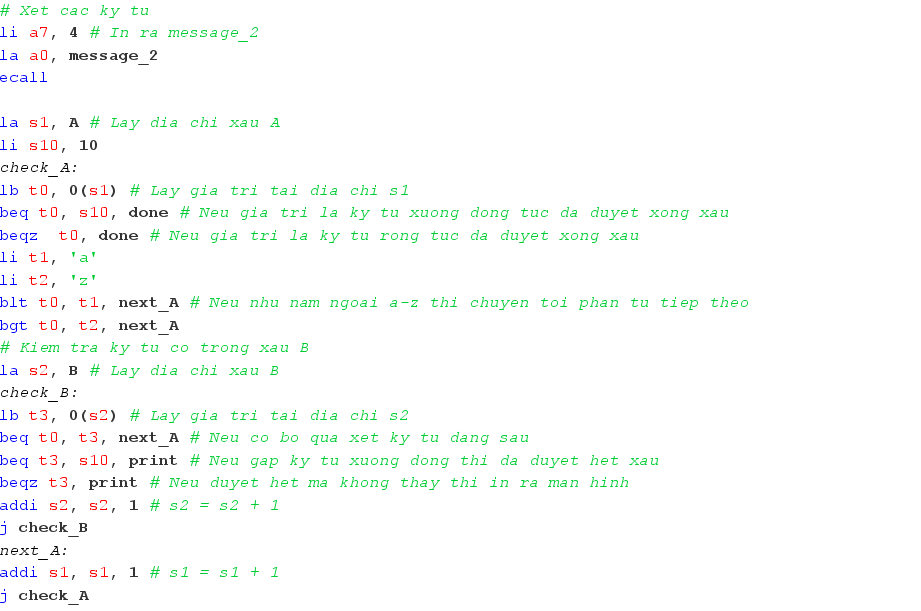 # Xet cac ky tu
li a7, 4 # In ra message_2
la a0, message_2
ecall
la s1, A # Lay dia chi xau A
li s10, 10
check_A:
lb t0, 0(s1) # Lay gia tri tai dia chi s1
beq t0, s10, done # Neu gia tri la ky tu xuong dong tuc da duyet xong xau
beqz  t0, done # Neu gia tri la ky tu rong tuc da duyet xong xau
li t1, 'a'
li t2, 'z'
blt t0, t1, next_A # Neu nhu nam ngoai a-z thi chuyen toi phan tu tiep theo
bgt t0, t2, next_A
# Kiem tra ky tu co trong xau B
la s2, B # Lay dia chi xau B
check_B:
lb t3, 0(s2) # Lay gia tri tai dia chi s2
beq t0, t3, next_A # Neu co bo qua xet ky tu dang sau
beq t3, s10, print # Neu gap ky tu xuong dong thi da duyet het xau
beqz t3, print # Neu duyet het ma khong thay thi in ra man hinh
addi s2, s2, 1 # s2 = s2 + 1
j check_B
next_A:
addi s1, s1, 1 # s1 = s1 + 1
j check_A